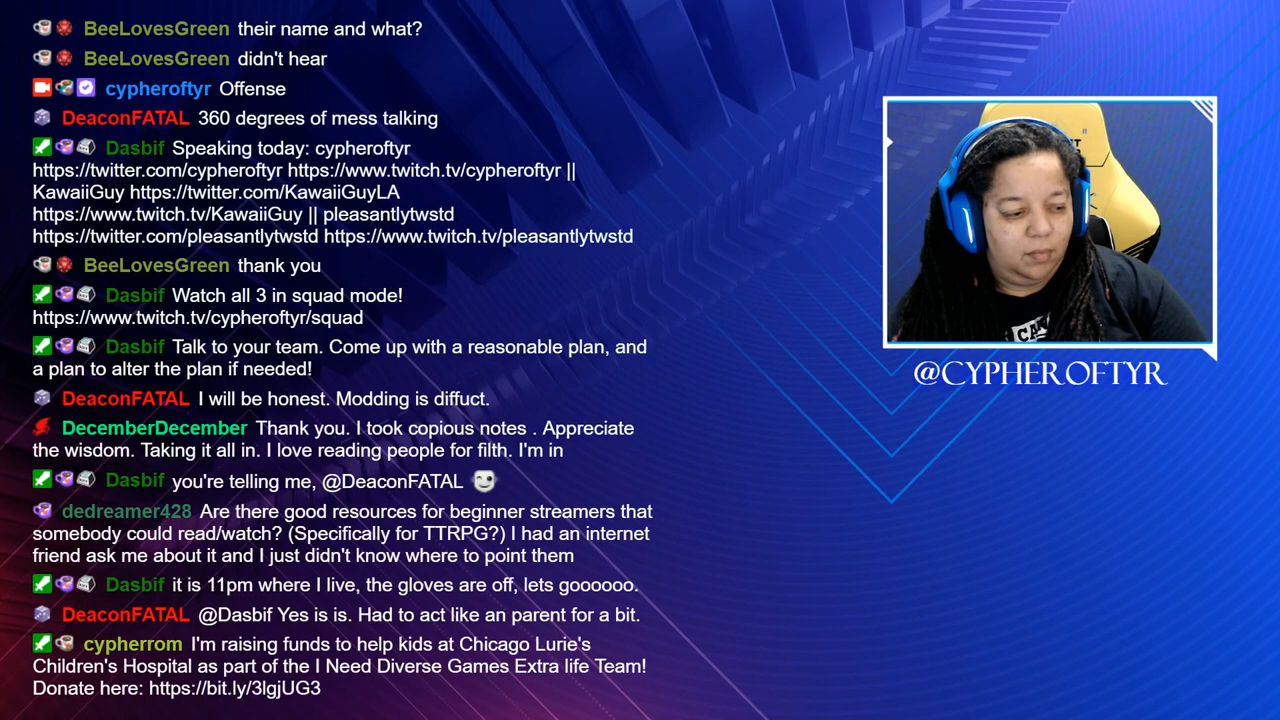 BeeLovesGreen their name and what?
BeeLovesGreen didn't hear
cypheroftyr Offense
DeaconFATAL 360 degrees of mess talking
Dasbif Speaking today: cypheroftyr
https://twitter.com/cypheroftyr https://www.twitch.tv/cypheroftyr ||
KawaiiGuy https://twitter.com/KawaiiGuyLA
https://www.twitch.tv/KawaiiGuy || pleasantlytwstd
https://twitter.com/pleasantlytwstd https://www.twitch.tv/pleasantlytwstd
BeeLovesGreen thank you
Dasbif Watch all 3 in squad mode!
https://www.twitch.tv/cypheroftyr/squad
Dasbif Talk to your team. Come up with a reasonable plan, and
a plan to alter the plan if needed!
DeaconFATAL I will be honest. Modding is diffuct.
DecemberDecember Thank you. I took copious notes . Appreciate
the wisdom. Taking it all in. I love reading people for filth. I'm in
Dasbif you're telling me, @DeaconFATAL
dedreamer428 Are there good resources for beginner streamers that
somebody could read/watch? (Specifically for TTRPG?) I had an internet
friend ask me about it and I just didn't know where to point them
Dasbif it is 11pm where I live, the gloves are off, lets goooooo.
DeaconFATAL @Dasbif Yes is is. Had to act like an parent for a bit.
cypherrom I'm raising funds to help kids at Chicago Lurie's
Children's Hospital as part of the I Need Diverse Games Extra life Team!
Donate here: https://bit.ly/3lgjUG3
@CYPHEROFTYR